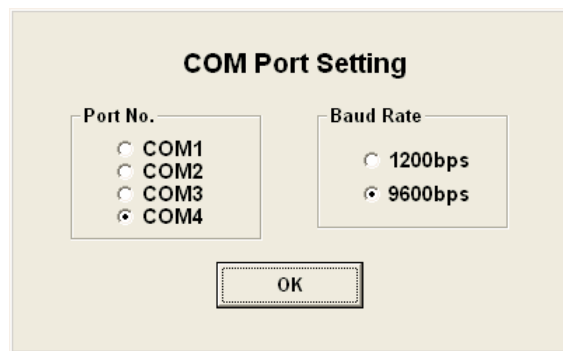 COM Port Setting
Port No.
COM1
COM2
COM3
COM4
Baud Rate
1200bps
9600bps
OK